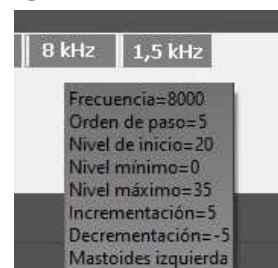 8 kHz 1,5 kHz
Frecuencia=8000
Orden de paso=5
Nivel de inicio=20
Nivel mínimo=0
Nivel máximo=35
Incrementación=5
Decrementación=-5
Mastoides izquierda